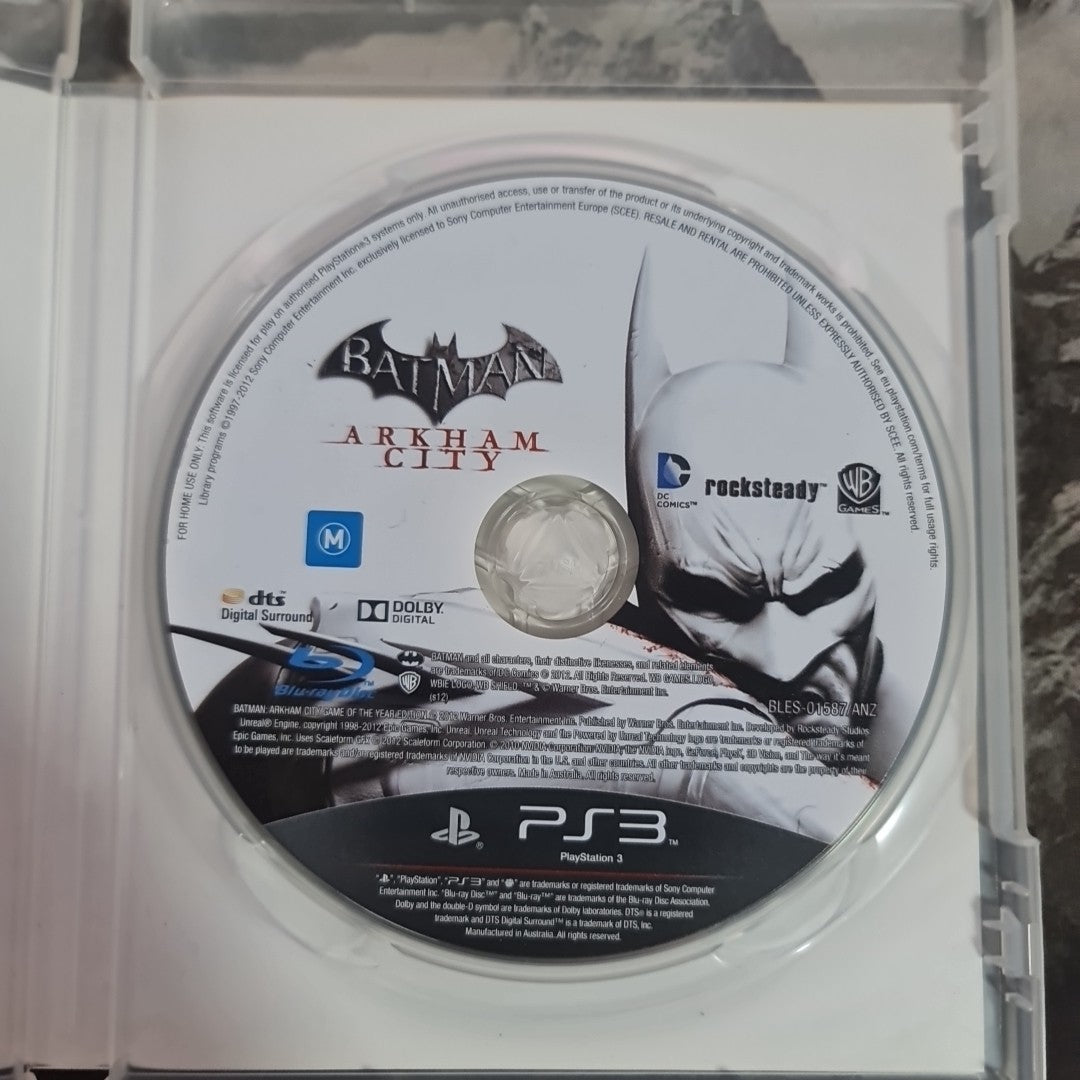 FOR HOME USE ONLY. This software is licensed for play on authorised PlayStation®3 systems only. All unauthorised access, use or transfer of the product or its underlying copyright and trademark works is prohibited. See eu.playstation.com/terms for full usage rights.
Library programs ©1997-2012 Sony Computer Entertainment Inc. exclusively licensed to Sony Computer Entertainment Europe (SCEE). RESALE AND RENTAL ARE PROHIBITED UNLESS EXPRESSLY AUTHORISED BY SCEE. All rights reserved.
BATMAN
ARKHAM
CITY
DC
COMICS™
rocksteady™
WB
GAMES™
M
dts™
Digital Surround
DOLBY.
DIGITAL
Blu-ray Disc™
WB
BATMAN and all characters, their distinctive likenesses, and related elements
are trademarks of DC Comics © 2012. All Rights Reserved. WB GAMES LOGO,
WBIE LOGO, WB SHIELD: ™ & © Warner Bros. Entertainment Inc.
(s12)
BLES-01587/ANZ
BATMAN: ARKHAM CITY GAME OF THE YEAR EDITION © 2012 Warner Bros. Entertainment Inc. Published by Warner Bros. Entertainment Inc. Developed by Rocksteady Studios
Unreal® Engine, copyright 1998-2012 Epic Games, Inc. Unreal, Unreal Technology and the Powered by Unreal Technology logo are trademarks or registered trademarks of
Epic Games, Inc. Uses Scaleform GFx © 2012 Scaleform Corporation. © 2010 NVIDIA Corporation. NVIDIA, the NVIDIA logo, GeForce, PhysX, 3D Vision, and The way it's meant
to be played are trademarks and/or registered trademarks of NVIDIA Corporation in the U.S. and other countries. All other trademarks and copyrights are the property of their
respective owners. Made in Australia. All rights reserved.
PS3™
PlayStation 3
"PlayStation", "PS3" and " " are trademarks or registered trademarks of Sony Computer
Entertainment Inc. "Blu-ray Disc™" and "Blu-ray™" are trademarks of the Blu-ray Disc Association.
Dolby and the double-D symbol are trademarks of Dolby laboratories. DTS® is a registered
trademark and DTS Digital Surround™ is a trademark of DTS, Inc.
Manufactured in Australia. All rights reserved.